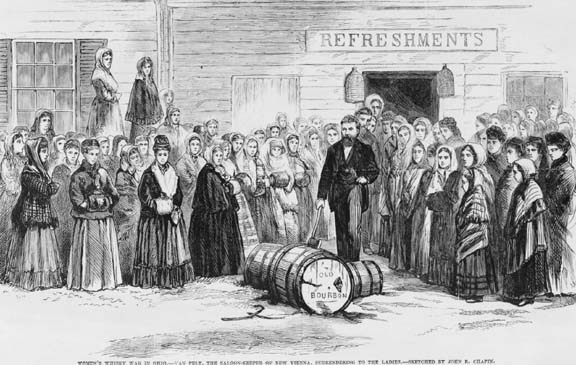 REFRESHMENTS
OLD
BOURBON
WOMEN'S WHISKY WAR IN OHIO.—VAN PELT, THE SALOON-KEEPER OF NEW VIENNA, SURRENDERING TO THE LADIES.—SKETCHED BY JOHN R. CHAPIN.